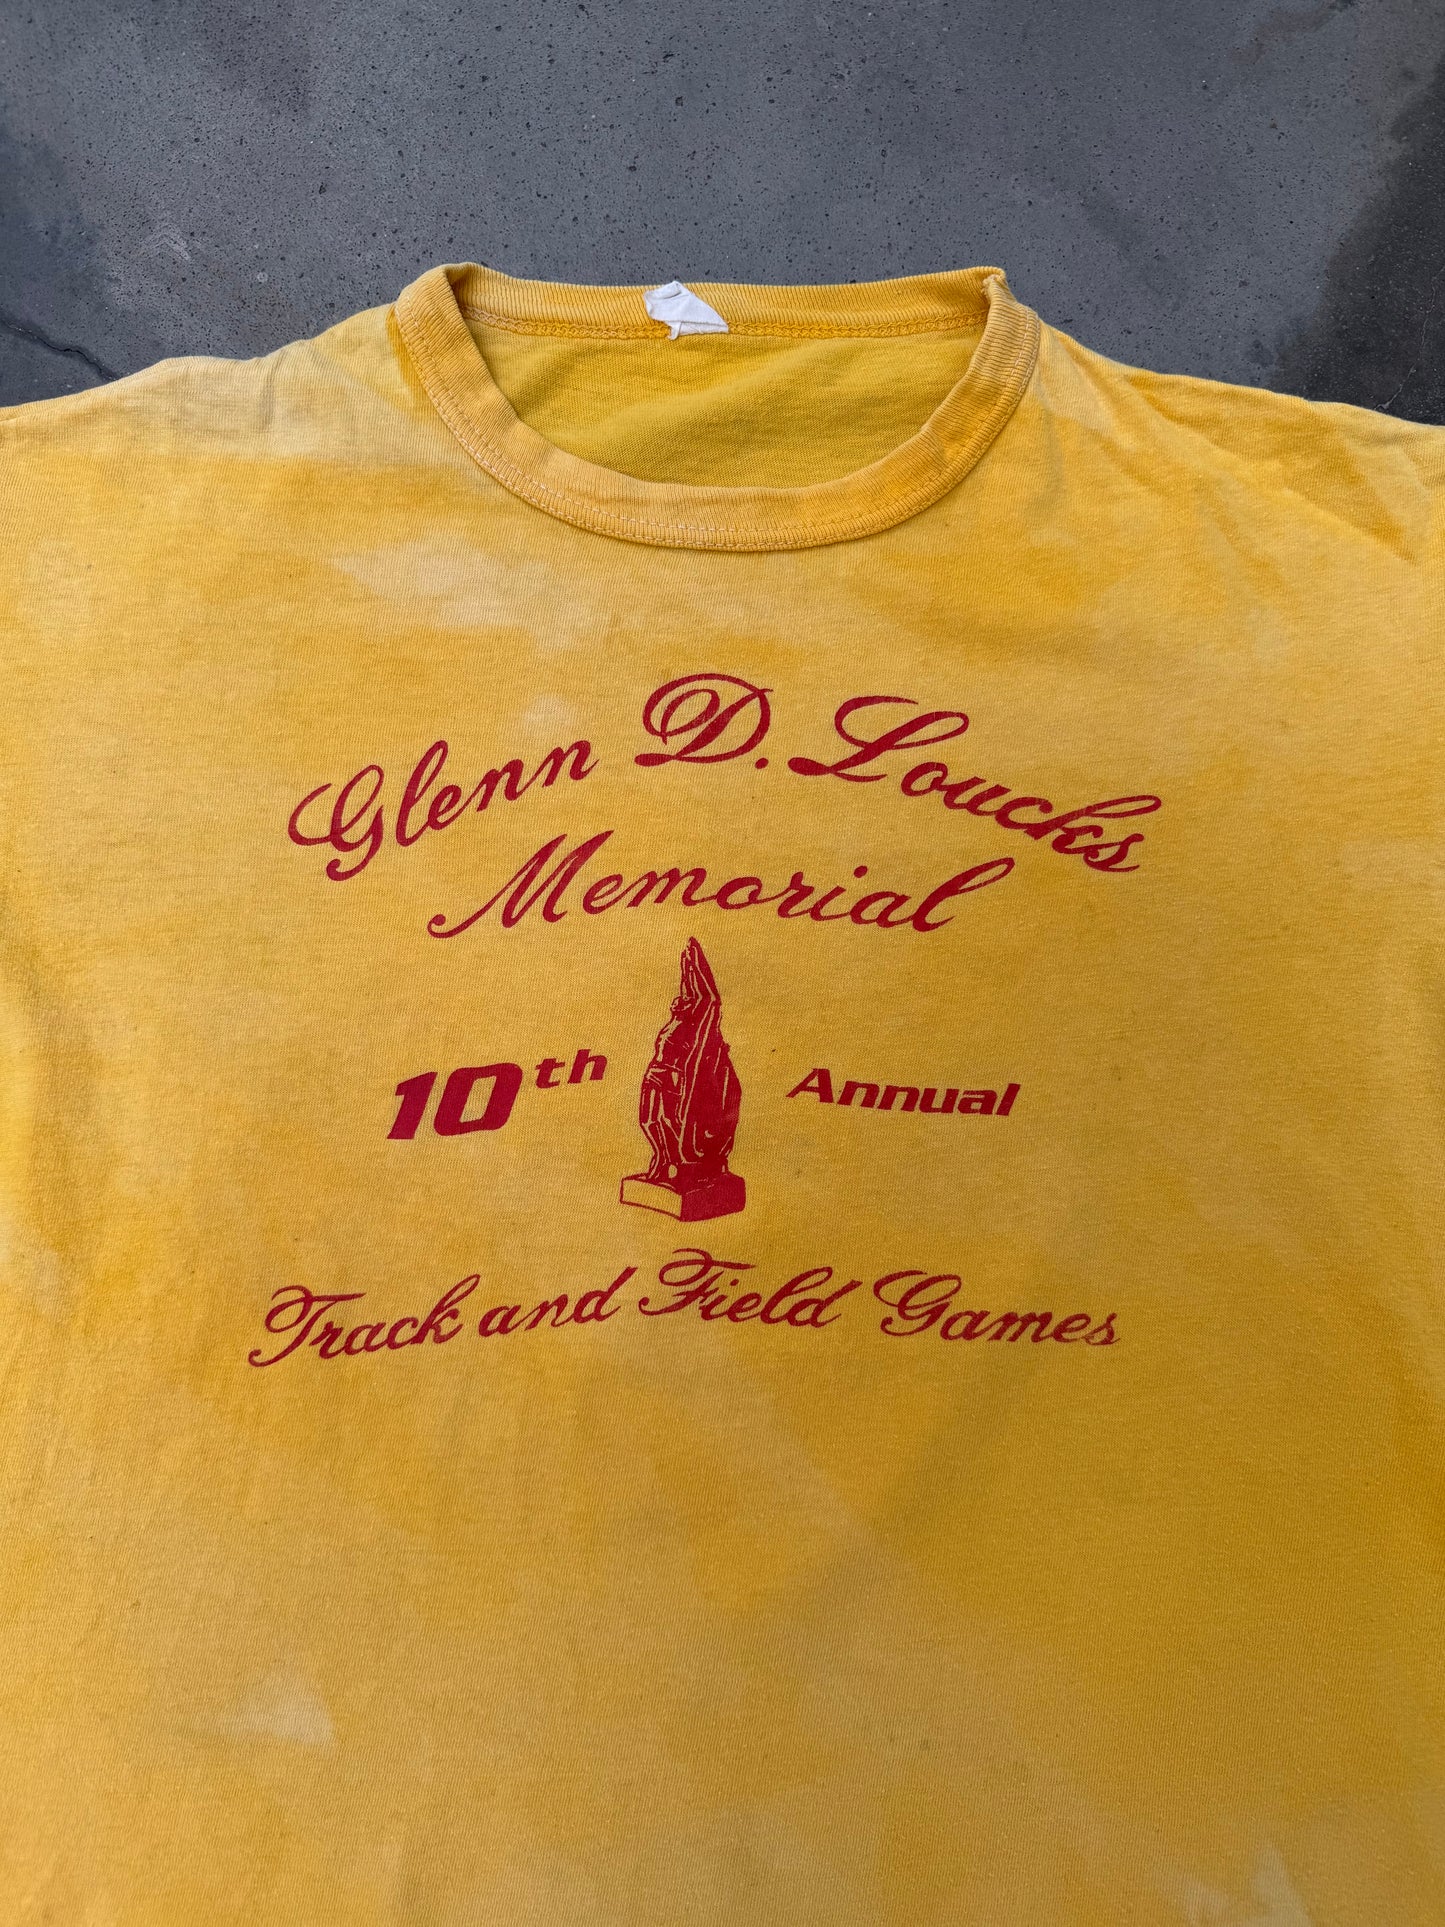 Glenn D. Loucks
Memorial
10th Annual
Track and Field Games